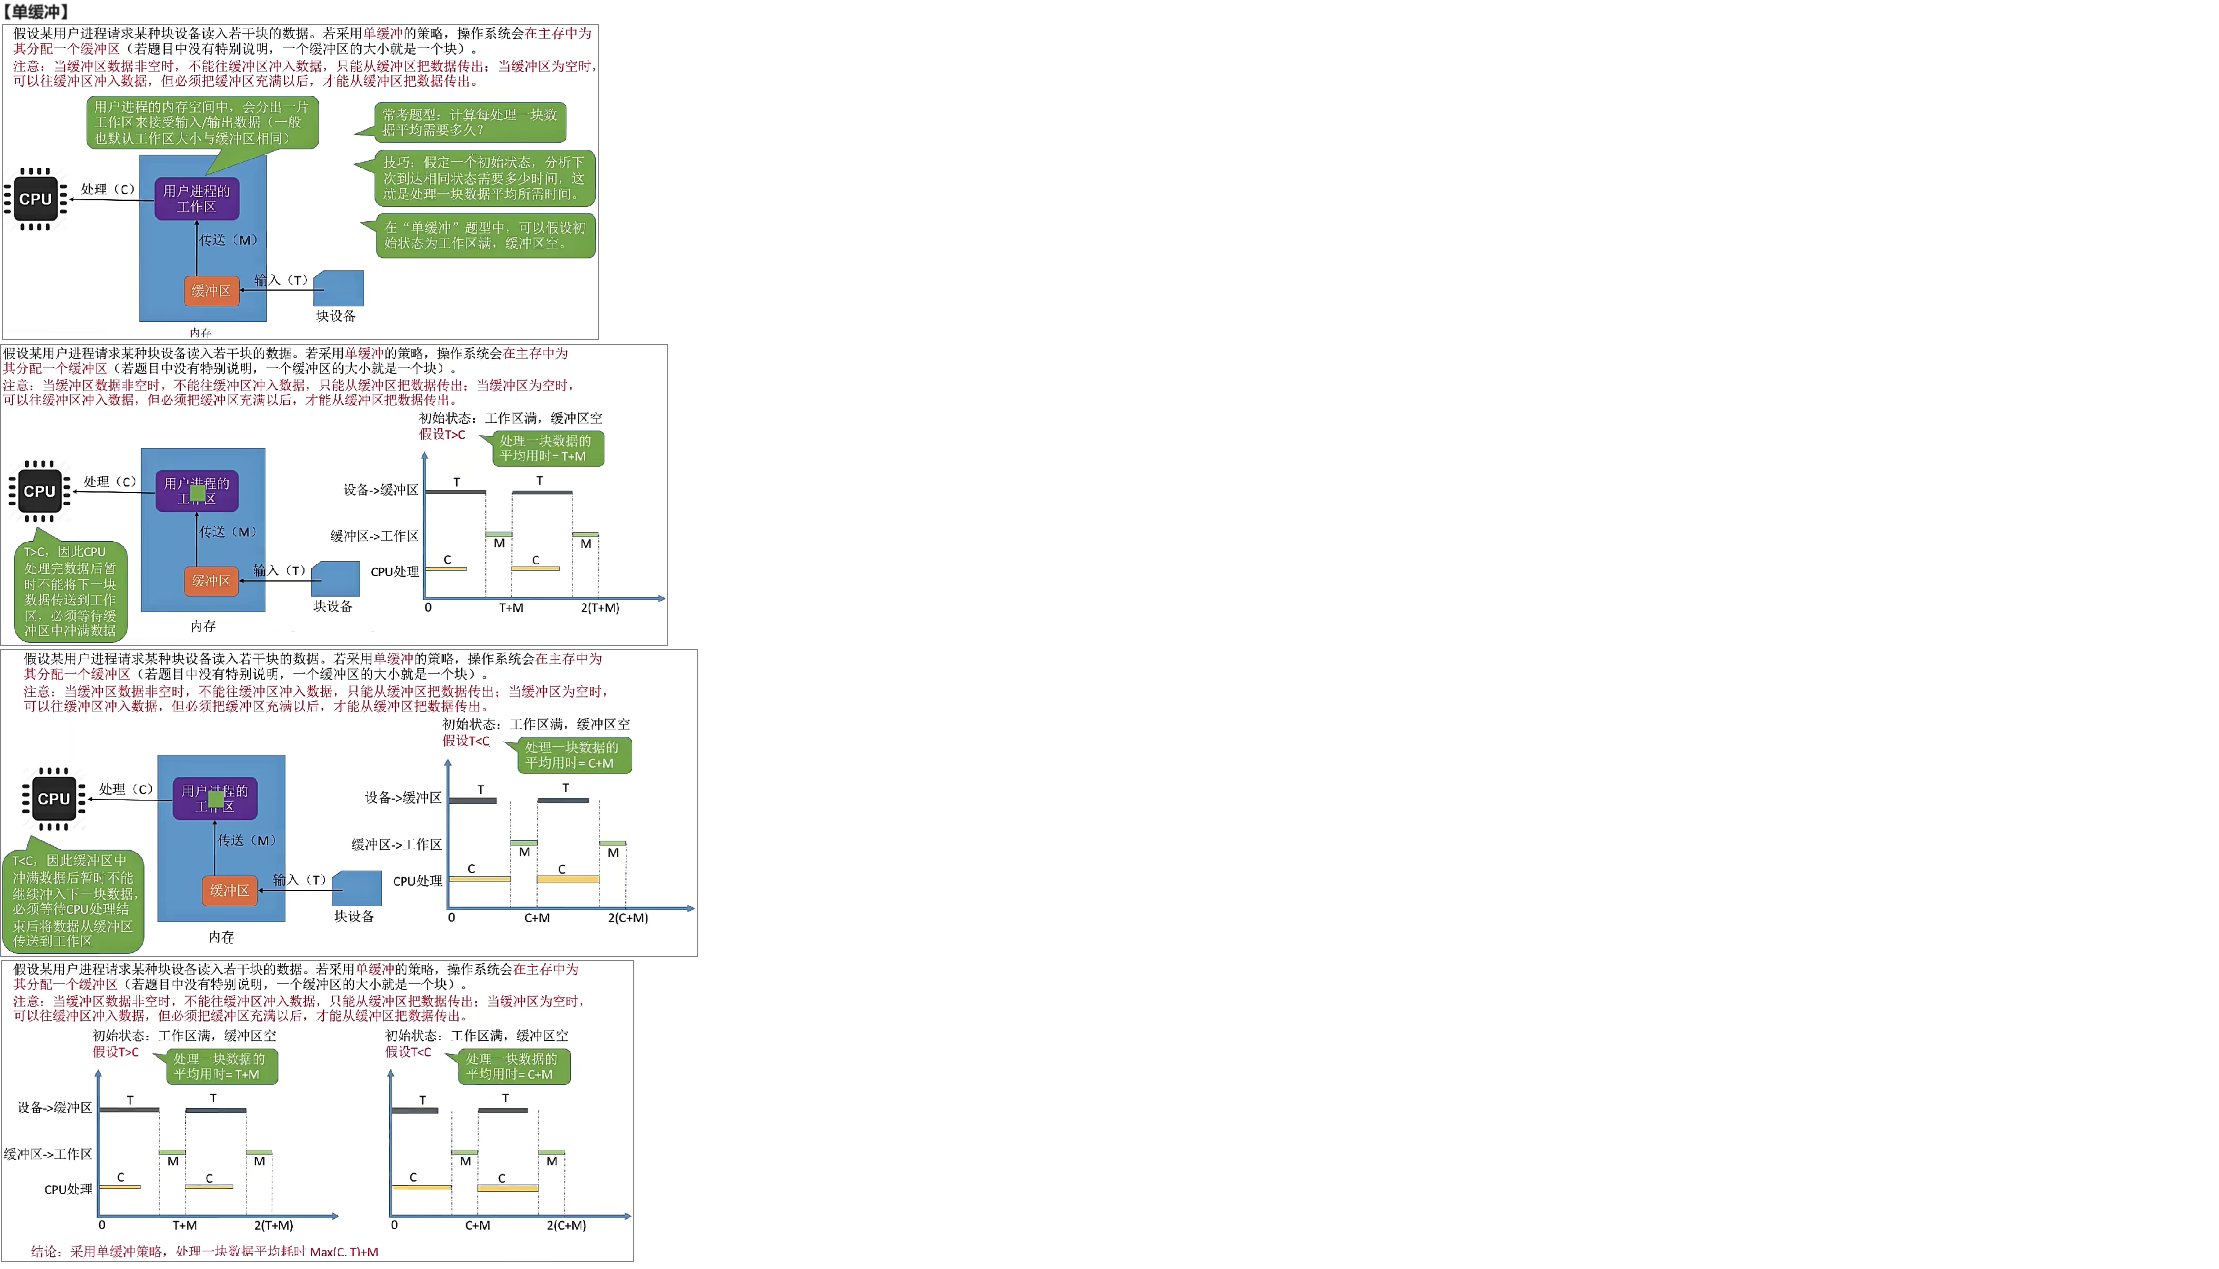 【单缓冲】
假设某用户进程请求某种块设备读入若干块的数据。若采用单缓冲的策略，操作系统会在主存中为
其分配一个缓冲区（若题目中没有特别说明，一个缓冲区的大小就是一个块）。
注意：当缓冲区数据非空时，不能往缓冲区冲入数据，只能从缓冲区把数据传出；当缓冲区为空时，
可以往缓冲区冲入数据，但必须把缓冲区充满以后，才能从缓冲区把数据传出。
用户进程的内存空间中，会分出一片
工作区来接受输入/输出数据（一般
也默认工作区大小与缓冲区相同）
常考题型：计算每处理一块数
据平均需要多久？
技巧：假定一个初始状态，分析下
次到达相同状态需要多少时间，这
就是处理一块数据平均所需时间。
在“单缓冲”题型中，可以假设初
始状态为工作区满，缓冲区空。
CPU
处理（C）
用户进程的
工作区
传送（M）
缓冲区
输入（T）
块设备
内存
假设某用户进程请求某种块设备读入若干块的数据。若采用单缓冲的策略，操作系统会在主存中为
其分配一个缓冲区（若题目中没有特别说明，一个缓冲区的大小就是一个块）。
注意：当缓冲区数据非空时，不能往缓冲区冲入数据，只能从缓冲区把数据传出；当缓冲区为空时，
可以往缓冲区冲入数据，但必须把缓冲区充满以后，才能从缓冲区把数据传出。
初始状态：工作区满，缓冲区空
假设T>C
处理一块数据的
平均用时= T+M
CPU
处理（C）
用户进程的
工作区
传送（M）
缓冲区
输入（T）
块设备
内存
T>C，因此CPU
处理完数据后暂
时不能将下一块
数据传送到工作
区，必须等待缓
冲区中冲满数据
设备->缓冲区
T
T
缓冲区->工作区
M
M
CPU处理
C
C
0
T+M
2(T+M)
假设某用户进程请求某种块设备读入若干块的数据。若采用单缓冲的策略，操作系统会在主存中为
其分配一个缓冲区（若题目中没有特别说明，一个缓冲区的大小就是一个块）。
注意：当缓冲区数据非空时，不能往缓冲区冲入数据，只能从缓冲区把数据传出；当缓冲区为空时，
可以往缓冲区冲入数据，但必须把缓冲区充满以后，才能从缓冲区把数据传出。
初始状态：工作区满，缓冲区空
假设T<C
处理一块数据的
平均用时= C+M
CPU
处理（C）
用户进程的
工作区
传送（M）
缓冲区
输入（T）
块设备
内存
T<C，因此缓冲区中
冲满数据后暂时不能
继续冲入下一块数据，
必须等待CPU处理结
束后将数据从缓冲区
传送到工作区
设备->缓冲区
T
T
缓冲区->工作区
M
M
CPU处理
C
C
0
C+M
2(C+M)
假设某用户进程请求某种块设备读入若干块的数据。若采用单缓冲的策略，操作系统会在主存中为
其分配一个缓冲区（若题目中没有特别说明，一个缓冲区的大小就是一个块）。
注意：当缓冲区数据非空时，不能往缓冲区冲入数据，只能从缓冲区把数据传出；当缓冲区为空时，
可以往缓冲区冲入数据，但必须把缓冲区充满以后，才能从缓冲区把数据传出。
初始状态：工作区满，缓冲区空
假设T>C
处理一块数据的
平均用时= T+M
设备->缓冲区
T
T
缓冲区->工作区
M
M
CPU处理
C
C
0
T+M
2(T+M)
初始状态：工作区满，缓冲区空
假设T<C
处理一块数据的
平均用时= C+M
T
T
M
M
C
C
0
C+M
2(C+M)
结论：采用单缓冲策略，处理一块数据平均耗时 Max(C, T)+M